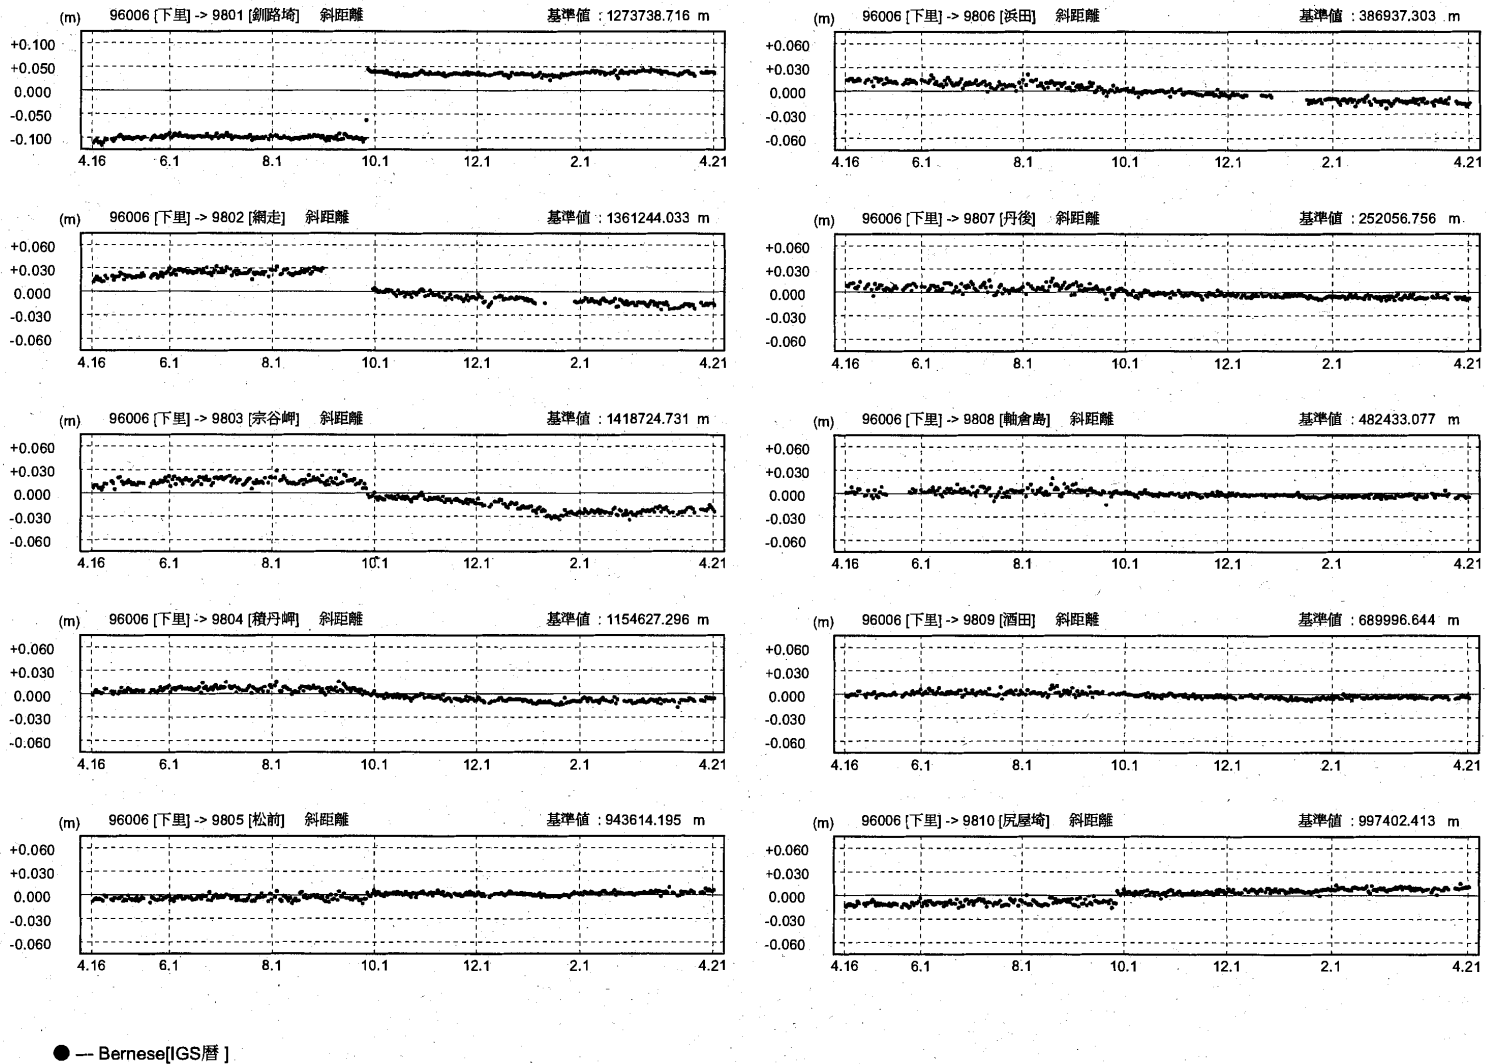 (m) 96006 [下里] -> 9801 [釧路埼] 斜距離 基準値 : 1273738.716 m
+0.100
+0.050
0.000
-0.050
-0.100
4.16 6.1 8.1 10.1 12.1 2.1 4.21
(m) 96006 [下里] -> 9802 [網走] 斜距離 基準値 : 1361244.033 m
+0.060
+0.030
0.000
-0.030
-0.060
4.16 6.1 8.1 10.1 12.1 2.1 4.21
(m) 96006 [下里] -> 9803 [宗谷岬] 斜距離 基準値 : 1418724.731 m
+0.060
+0.030
0.000
-0.030
-0.060
4.16 6.1 8.1 10.1 12.1 2.1 4.21
(m) 96006 [下里] -> 9804 [積丹岬] 斜距離 基準値 : 1154627.296 m
+0.060
+0.030
0.000
-0.030
-0.060
4.16 6.1 8.1 10.1 12.1 2.1 4.21
(m) 96006 [下里] -> 9805 [松前] 斜距離 基準値 : 943614.195 m
+0.060
+0.030
0.000
-0.030
-0.060
4.16 6.1 8.1 10.1 12.1 2.1 4.21
(m) 96006 [下里] -> 9806 [浜田] 斜距離 基準値 : 386937.303 m
+0.060
+0.030
0.000
-0.030
-0.060
4.16 6.1 8.1 10.1 12.1 2.1 4.21
(m) 96006 [下里] -> 9807 [丹後] 斜距離 基準値 : 252056.756 m
+0.060
+0.030
0.000
-0.030
-0.060
4.16 6.1 8.1 10.1 12.1 2.1 4.21
(m) 96006 [下里] -> 9808 [舳倉島] 斜距離 基準値 : 482433.077 m
+0.060
+0.030
0.000
-0.030
-0.060
4.16 6.1 8.1 10.1 12.1 2.1 4.21
(m) 96006 [下里] -> 9809 [酒田] 斜距離 基準値 : 689996.644 m
+0.060
+0.030
0.000
-0.030
-0.060
4.16 6.1 8.1 10.1 12.1 2.1 4.21
(m) 96006 [下里] -> 9810 [尻屋埼] 斜距離 基準値 : 997402.413 m
+0.060
+0.030
0.000
-0.030
-0.060
4.16 6.1 8.1 10.1 12.1 2.1 4.21
● — Bernese[IGS暦 ]